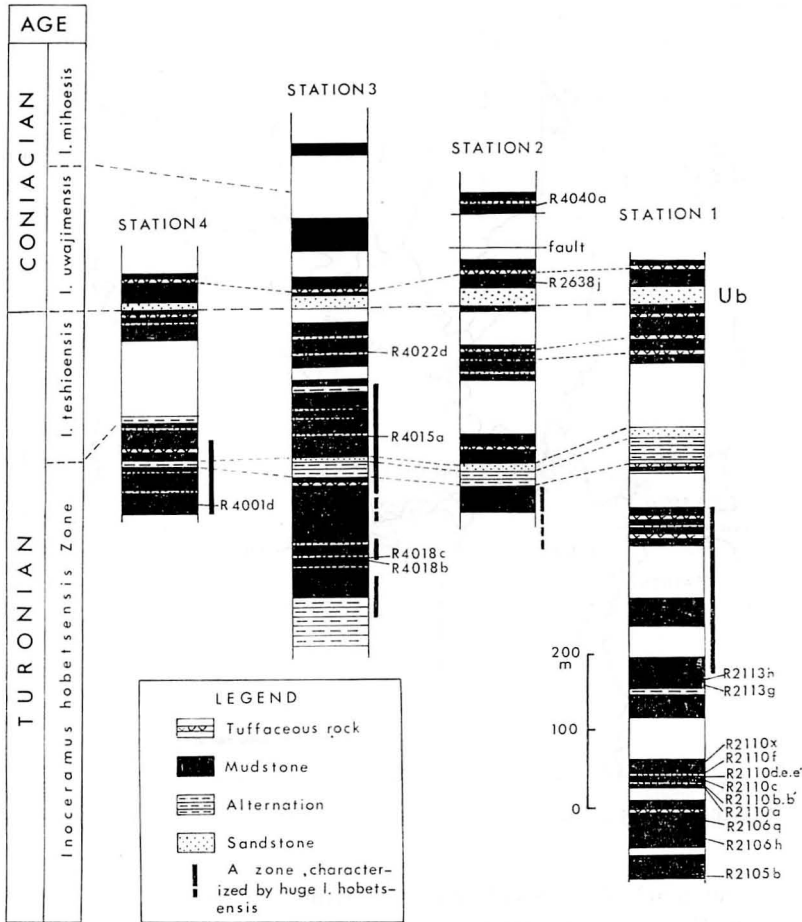 AGE
CONIACIAN
TURONIAN
I. mihoesis
I. uwajimensis
I. teshioensis
Inoceramus hobetsensis Zone
STATION 4
R4001d
STATION 3
R4022d
R4015a
R4018c
R4018b
STATION 2
R4040a
fault
R2638j
STATION 1
Ub
R2113h
R2113g
R2110x
R2110f
R2110d.e.e'
R2110c
R2110b.b'
R2110a
R2106q
R2106h
R2105b
200
m
100
0
LEGEND
Tuffaceous rock
Mudstone
Alternation
Sandstone
A zone ,character-
ized by huge I. hobets-
ensis